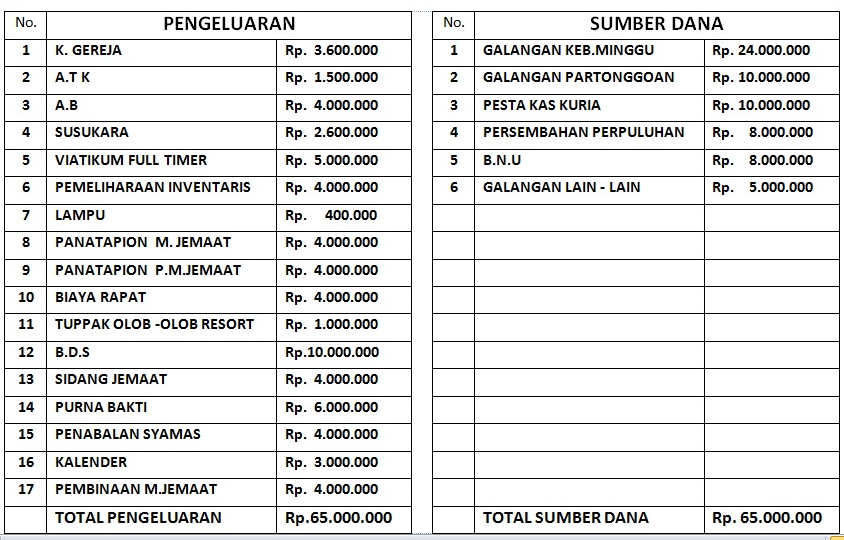 No. PENGELUARAN
1 K. GEREJA Rp. 3.600.000
2 A.T K Rp. 1.500.000
3 A.B Rp. 4.000.000
4 SUSUKARA Rp. 2.600.000
5 VIATIKUM FULL TIMER Rp. 5.000.000
6 PEMELIHARAAN INVENTARIS Rp. 4.000.000
7 LAMPU Rp. 400.000
8 PANATAPION M. JEMAAT Rp. 4.000.000
9 PANATAPION P.M.JEMAAT Rp. 4.000.000
10 BIAYA RAPAT Rp. 4.000.000
11 TUPPAK OLOB -OLOB RESORT Rp. 1.000.000
12 B.D.S Rp.10.000.000
13 SIDANG JEMAAT Rp. 4.000.000
14 PURNA BAKTI Rp. 6.000.000
15 PENABALAN SYAMAS Rp. 4.000.000
16 KALENDER Rp. 3.000.000
17 PEMBINAAN M.JEMAAT Rp. 4.000.000
TOTAL PENGELUARAN Rp.65.000.000
No. SUMBER DANA
1 GALANGAN KEB.MINGGU Rp. 24.000.000
2 GALANGAN PARTONGGOAN Rp. 10.000.000
3 PESTA KAS KURIA Rp. 10.000.000
4 PERSEMBAHAN PERPULUHAN Rp. 8.000.000
5 B.N.U Rp. 8.000.000
6 GALANGAN LAIN - LAIN Rp. 5.000.000
TOTAL SUMBER DANA Rp. 65.000.000